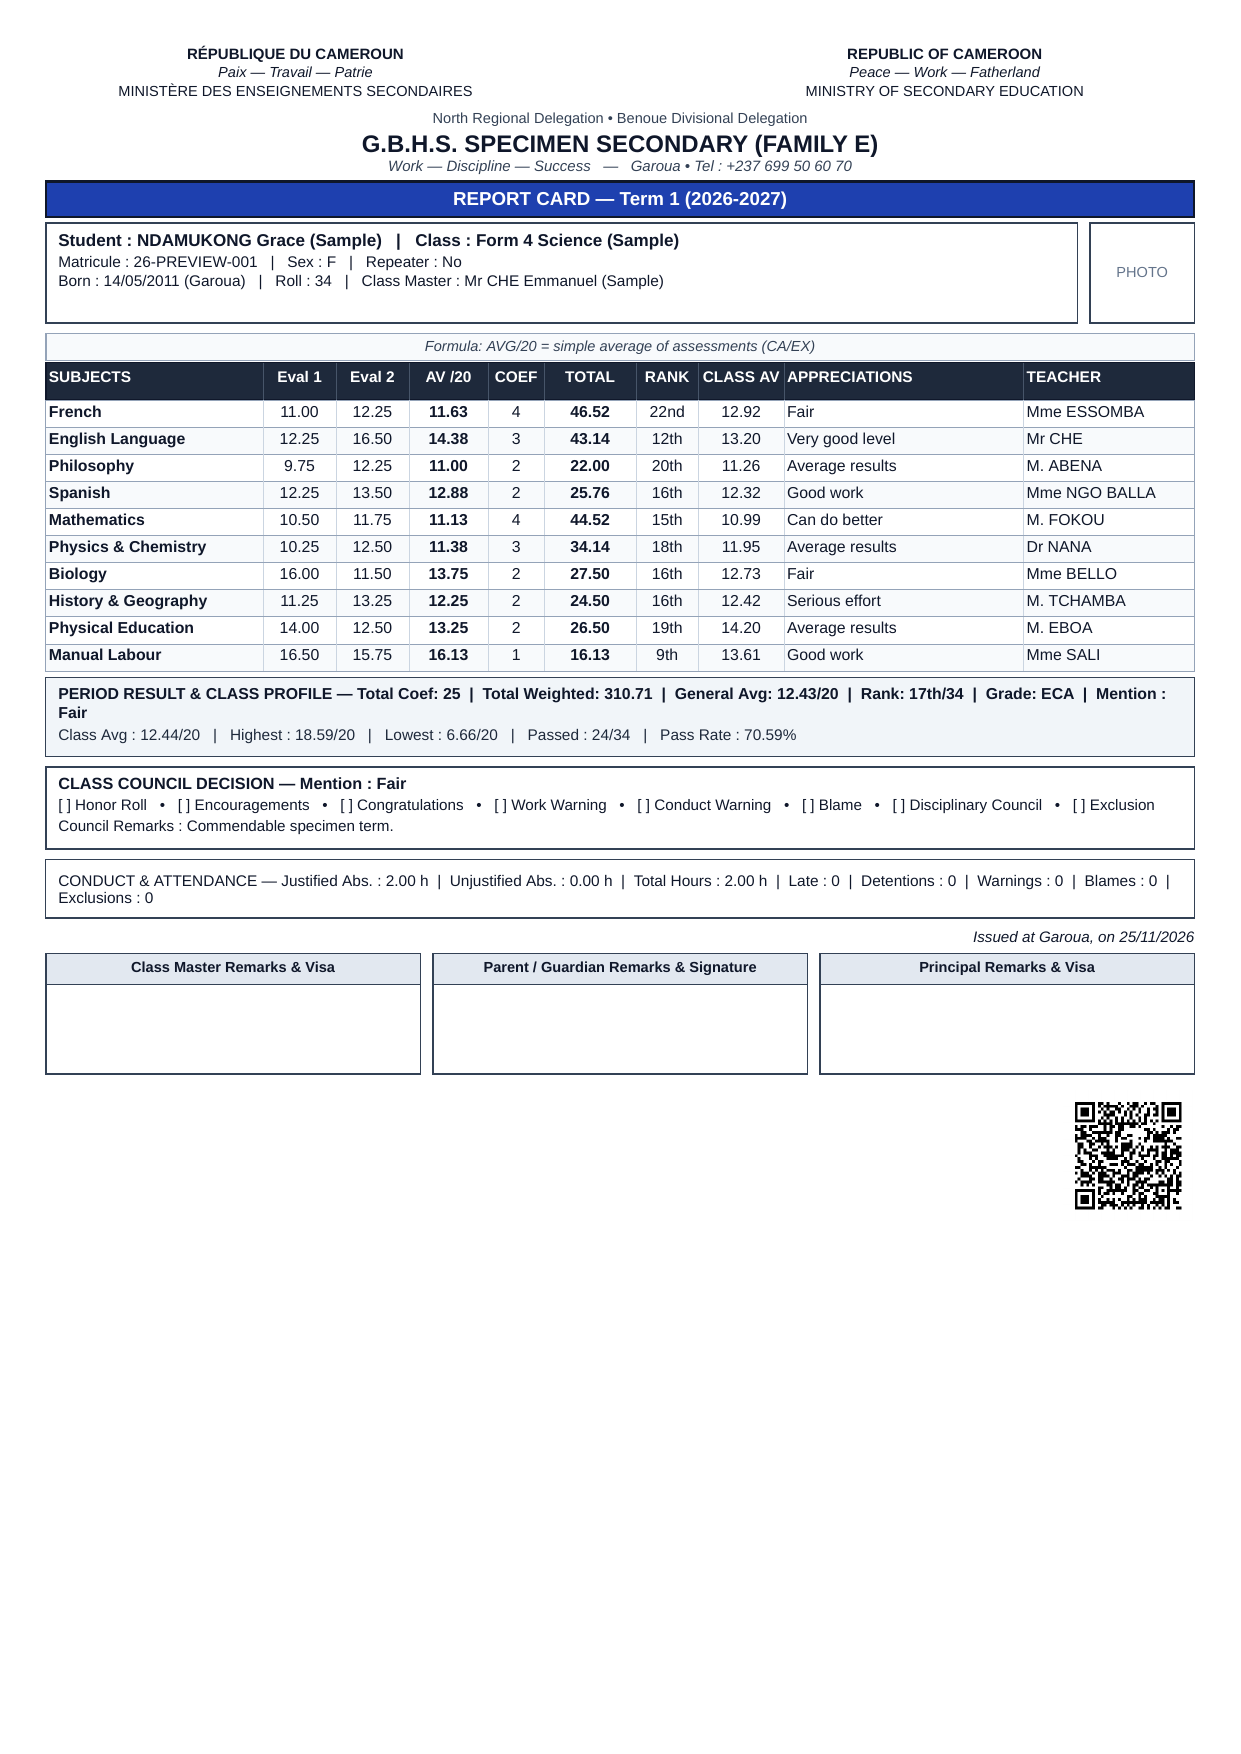 RÉPUBLIQUE DU CAMEROUN
Paix — Travail — Patrie
MINISTÈRE DES ENSEIGNEMENTS SECONDAIRES
REPUBLIC OF CAMEROON
Peace — Work — Fatherland
MINISTRY OF SECONDARY EDUCATION
North Regional Delegation • Benoue Divisional Delegation
G.B.H.S. SPECIMEN SECONDARY (FAMILY E)
Work — Discipline — Success — Garoua • Tel : +237 699 50 60 70
REPORT CARD — Term 1 (2026-2027)
Student : NDAMUKONG Grace (Sample) | Class : Form 4 Science (Sample)
Matricule : 26-PREVIEW-001 | Sex : F | Repeater : No
Born : 14/05/2011 (Garoua) | Roll : 34 | Class Master : Mr CHE Emmanuel (Sample)
PHOTO
Formula: AVG/20 = simple average of assessments (CA/EX)
SUBJECTS Eval 1 Eval 2 AV /20 COEF TOTAL RANK CLASS AV APPRECIATIONS TEACHER
French 11.00 12.25 11.63 4 46.52 22nd 12.92 Fair Mme ESSOMBA
English Language 12.25 16.50 14.38 3 43.14 12th 13.20 Very good level Mr CHE
Philosophy 9.75 12.25 11.00 2 22.00 20th 11.26 Average results M. ABENA
Spanish 12.25 13.50 12.88 2 25.76 16th 12.32 Good work Mme NGO BALLA
Mathematics 10.50 11.75 11.13 4 44.52 15th 10.99 Can do better M. FOKOU
Physics & Chemistry 10.25 12.50 11.38 3 34.14 18th 11.95 Average results Dr NANA
Biology 16.00 11.50 13.75 2 27.50 16th 12.73 Fair Mme BELLO
History & Geography 11.25 13.25 12.25 2 24.50 16th 12.42 Serious effort M. TCHAMBA
Physical Education 14.00 12.50 13.25 2 26.50 19th 14.20 Average results M. EBOA
Manual Labour 16.50 15.75 16.13 1 16.13 9th 13.61 Good work Mme SALI
PERIOD RESULT & CLASS PROFILE — Total Coef: 25 | Total Weighted: 310.71 | General Avg: 12.43/20 | Rank: 17th/34 | Grade: ECA | Mention :
Fair
Class Avg : 12.44/20 | Highest : 18.59/20 | Lowest : 6.66/20 | Passed : 24/34 | Pass Rate : 70.59%
CLASS COUNCIL DECISION — Mention : Fair
[ ] Honor Roll • [ ] Encouragements • [ ] Congratulations • [ ] Work Warning • [ ] Conduct Warning • [ ] Blame • [ ] Disciplinary Council • [ ] Exclusion
Council Remarks : Commendable specimen term.
CONDUCT & ATTENDANCE — Justified Abs. : 2.00 h | Unjustified Abs. : 0.00 h | Total Hours : 2.00 h | Late : 0 | Detentions : 0 | Warnings : 0 | Blames : 0 |
Exclusions : 0
Issued at Garoua, on 25/11/2026
Class Master Remarks & Visa
Parent / Guardian Remarks & Signature
Principal Remarks & Visa